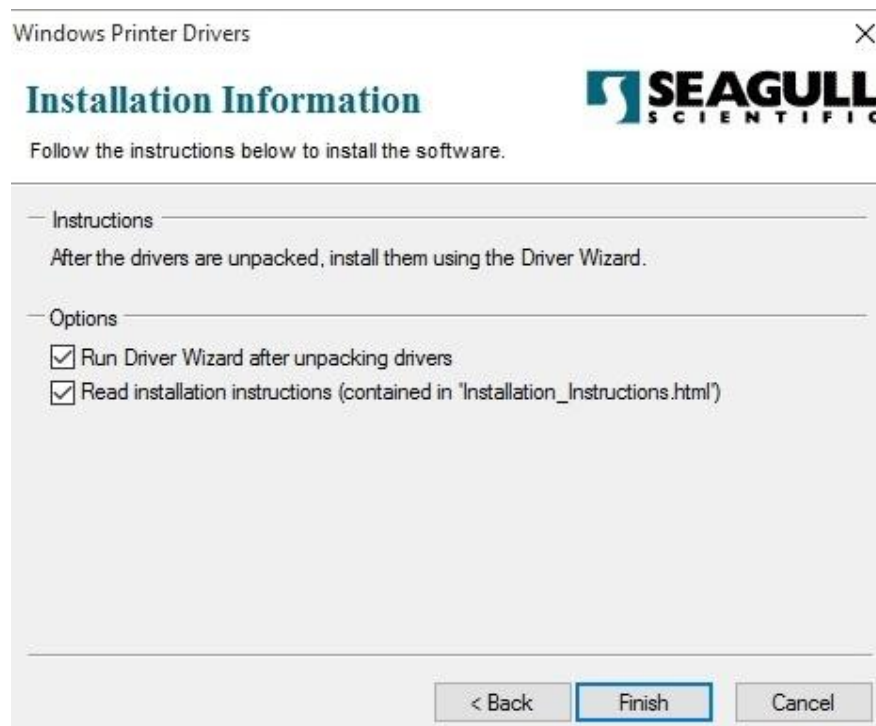 Windows Printer Drivers
Installation Information
SEAGULL
SCIENTIFIC
Follow the instructions below to install the software.
Instructions
After the drivers are unpacked, install them using the Driver Wizard.
Options
Run Driver Wizard after unpacking drivers
Read installation instructions (contained in 'Installation_Instructions.html')
< Back
Finish
Cancel